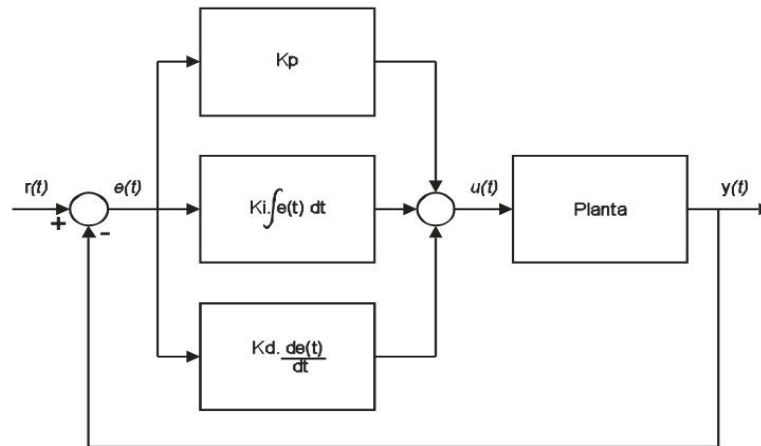 Kp
r(t)
e(t)
+
-
Ki.∫e(t) dt
u(t)
Planta
y(t)
Kd. de(t)
dt